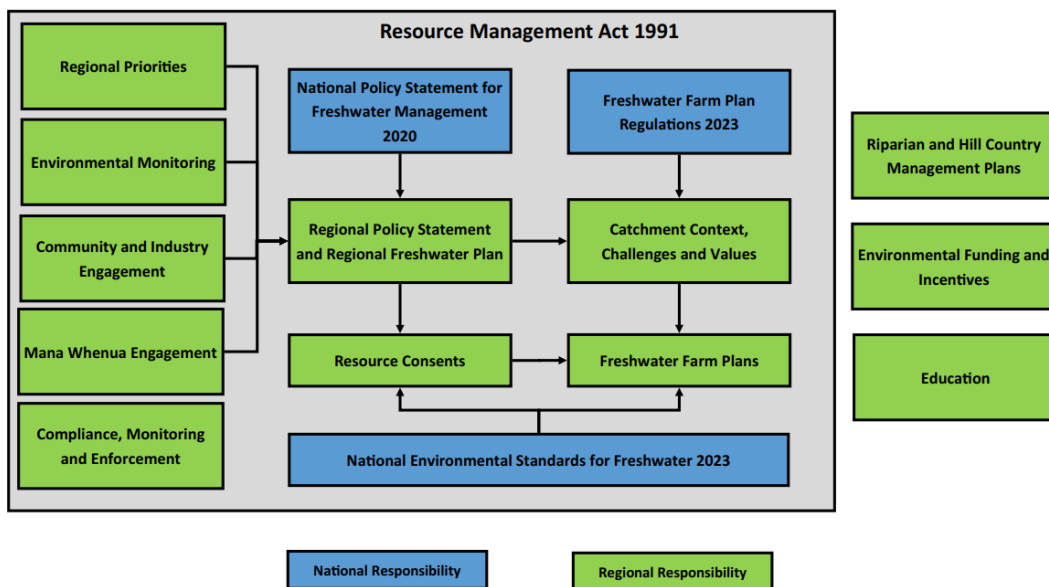 Resource Management Act 1991
Regional Priorities
Environmental Monitoring
Community and Industry
Engagement
Mana Whenua Engagement
Compliance, Monitoring
and Enforcement
National Policy Statement for
Freshwater Management
2020
Freshwater Farm Plan
Regulations 2023
Regional Policy Statement
and Regional Freshwater Plan
Catchment Context,
Challenges and Values
Resource Consents
Freshwater Farm Plans
National Environmental Standards for Freshwater 2023
Riparian and Hill Country
Management Plans
Environmental Funding and
Incentives
Education
National Responsibility
Regional Responsibility